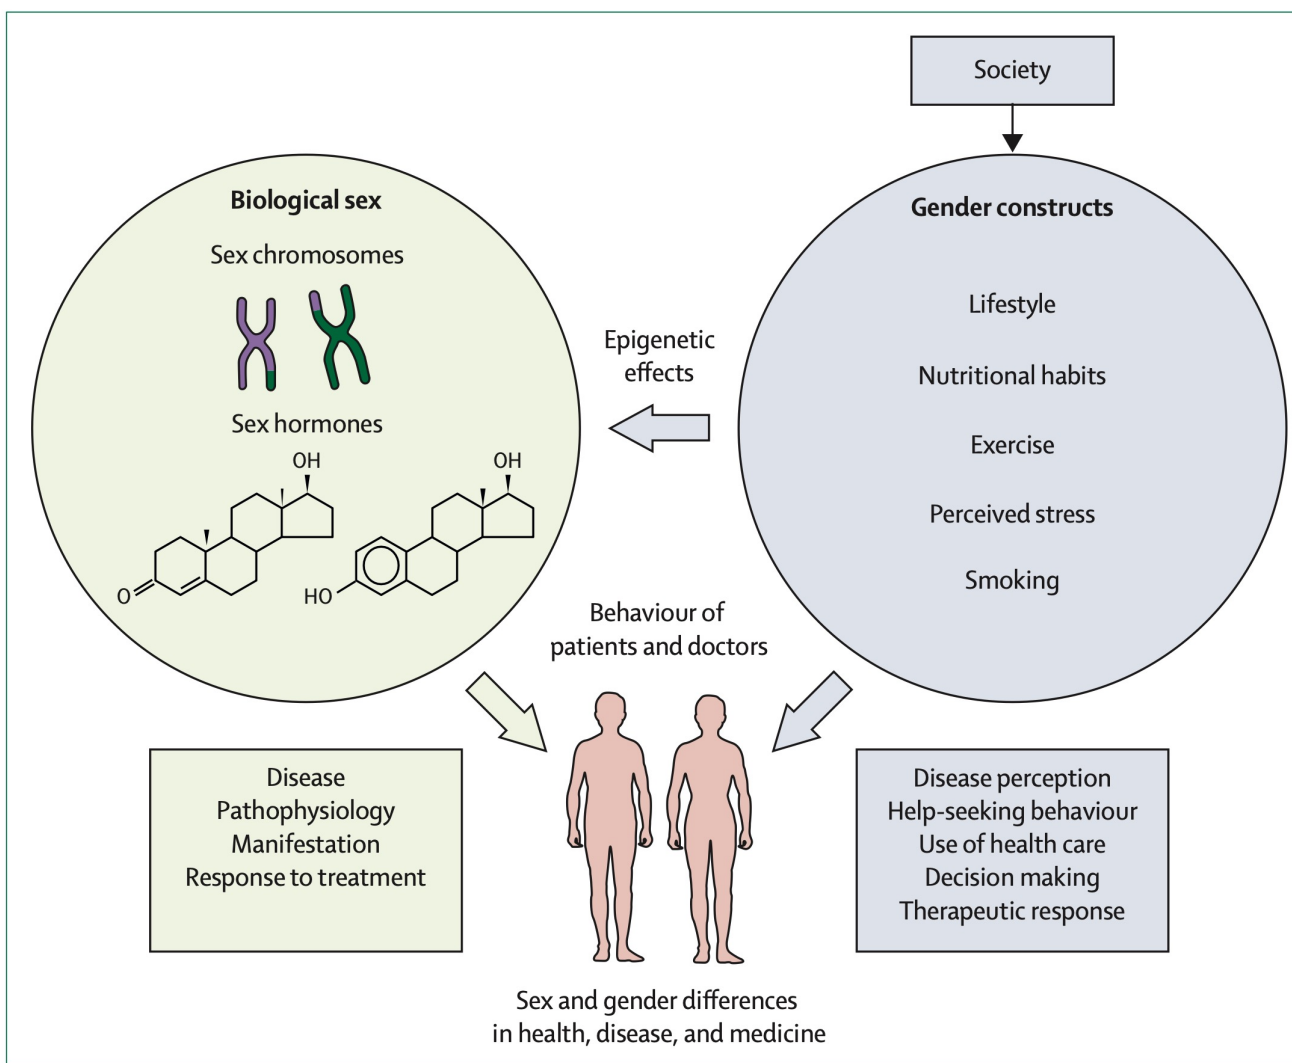 Society
Biological sex
Sex chromosomes
Sex hormones
OH
OH
O
HO
Epigenetic
effects
Gender constructs
Lifestyle
Nutritional habits
Exercise
Perceived stress
Smoking
Behaviour of
patients and doctors
Disease
Pathophysiology
Manifestation
Response to treatment
Disease perception
Help-seeking behaviour
Use of health care
Decision making
Therapeutic response
Sex and gender differences
in health, disease, and medicine